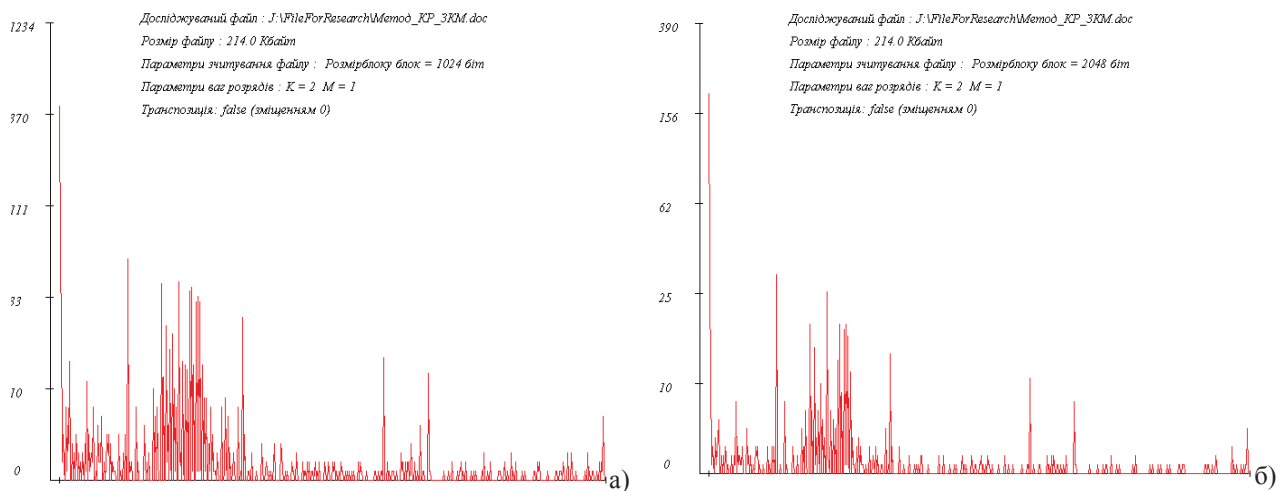 1234
Досліджуваний файл : J:\FileForResearch\Метод_КР_ЗКМ.doc
Розмір файлу : 214.0 Кбайт
Параметри зчитування файлу : Розмірблоку блок = 1024 біт
Параметри ваг розрядів : K = 2 M = 1
Транспозиція: false (зміщенням 0)
370
111
33
10
0
а)
390
Досліджуваний файл : J:\FileForResearch\Метод_КР_ЗКМ.doc
Розмір файлу : 214.0 Кбайт
Параметри зчитування файлу : Розмірблоку блок = 2048 біт
Параметри ваг розрядів : K = 2 M = 1
Транспозиція: false (зміщенням 0)
156
62
25
10
0
б)